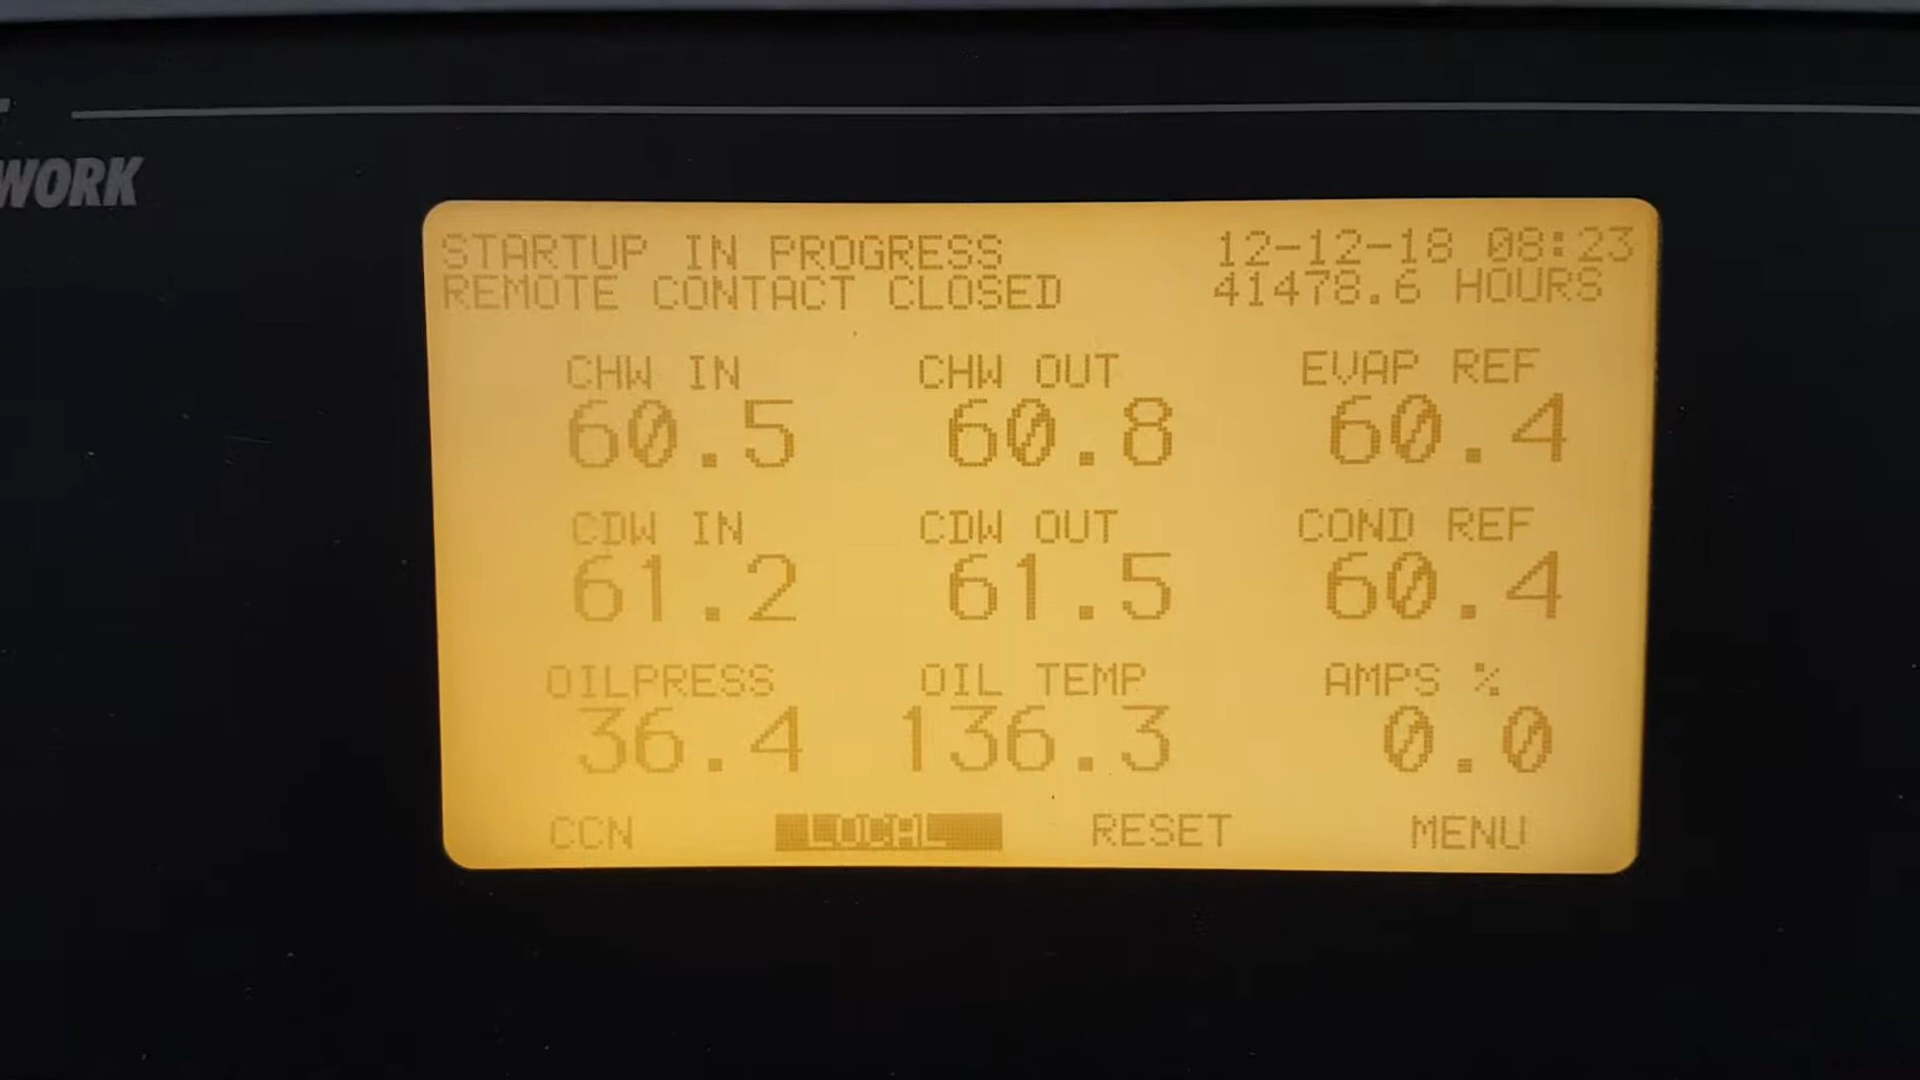 WORK
STARTUP IN PROGRESS 12-12-18 08:23
REMOTE CONTACT CLOSED 41478.6 HOURS
CHW IN CHW OUT EVAP REF
60.5 60.8 60.4
CDW IN CDW OUT COND REF
61.2 61.5 60.4
OILPRESS OIL TEMP AMPS %
36.4 136.3 0.0
CCN LOCAL RESET MENU